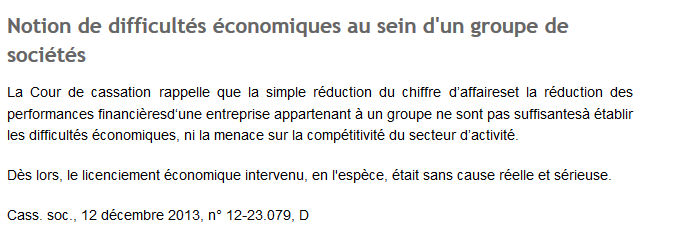 Notion de difficultés économiques au sein d'un groupe de
sociétés
La Cour de cassation rappelle que la simple réduction du chiffre d’affaireset la réduction des
performances financièresd’une entreprise appartenant à un groupe ne sont pas suffisantesà établir
les difficultés économiques, ni la menace sur la compétitivité du secteur d’activité.
Dès lors, le licenciement économique intervenu, en l'espèce, était sans cause réelle et sérieuse.
Cass. soc., 12 décembre 2013, n° 12-23.079, D